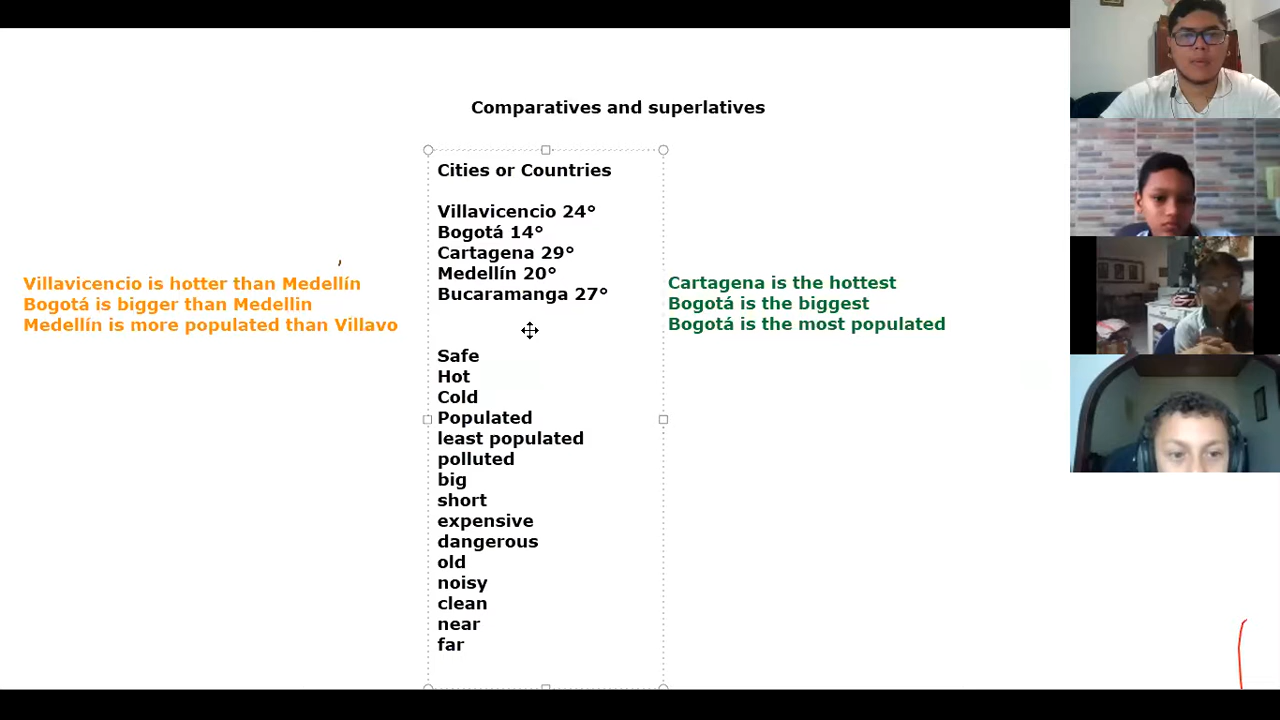 Comparatives and superlatives
Cities or Countries
Villavicencio 24°
Bogotá 14°
Cartagena 29°
Medellín 20°
Bucaramanga 27°
Villavicencio is hotter than Medellín
Bogotá is bigger than Medellin
Medellín is more populated than Villavo
Cartagena is the hottest
Bogotá is the biggest
Bogotá is the most populated
Safe
Hot
Cold
Populated
least populated
polluted
big
short
expensive
dangerous
old
noisy
clean
near
far